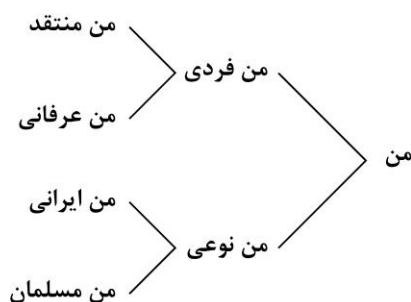 من
من فردی
من منتقد
من عرفانی
من نوعی
من ایرانی
من مسلمان